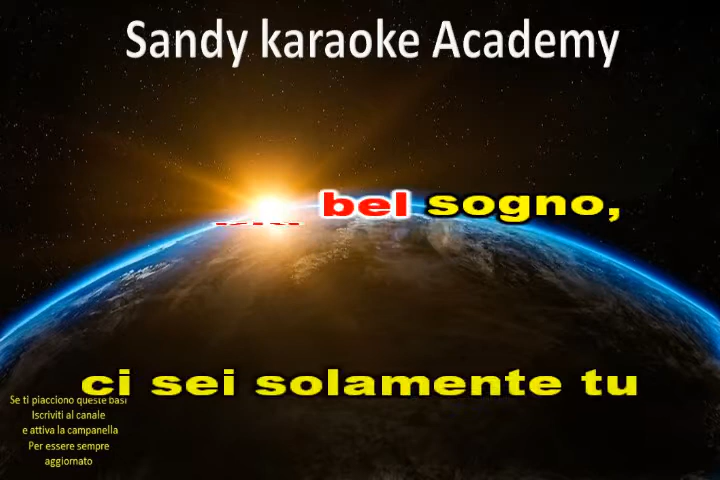 Sandy karaoke Academy
bel sogno,
ci sei solamente tu
Se ti piacciono queste basi
Iscriviti al canale
e attiva la campanella
Per essere sempre
aggiornato